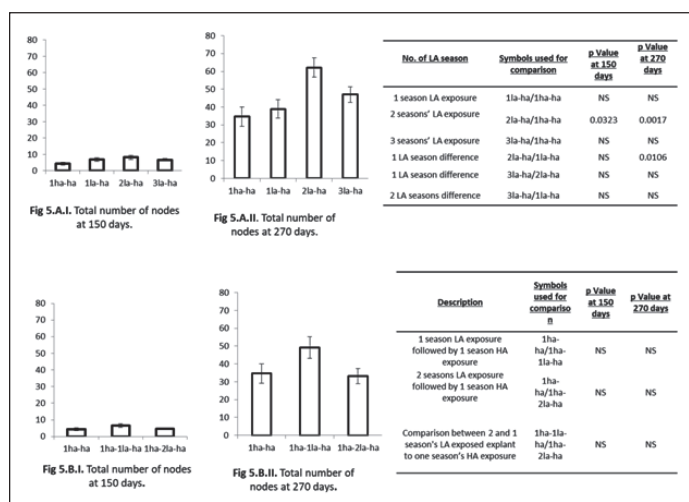 80
70
60
50
40
30
20
10
0
1ha-ha 1la-ha 2la-ha 3la-ha
Fig 5.A.I. Total number of nodes
at 150 days.
80
70
60
50
40
30
20
10
0
1ha-ha 1la-ha 2la-ha 3la-ha
Fig 5.A.II. Total number of
nodes at 270 days.
No. of LA season Symbols used for comparison p Value at 150 days p Value at 270 days
1 season LA exposure 1la-ha/1ha-ha NS NS
2 seasons' LA exposure 2la-ha/1ha-ha 0.0323 0.0017
3 seasons' LA exposure 3la-ha/1ha-ha NS NS
1 LA season difference 2la-ha/1la-ha NS 0.0106
1 LA season difference 3la-ha/2la-ha NS NS
2 LA seasons difference 3la-ha/1la-ha NS NS
80
70
60
50
40
30
20
10
0
1ha-ha 1ha-1la-ha 1ha-2la-ha
Fig 5.B.I. Total number of nodes
at 150 days.
80
70
60
50
40
30
20
10
0
1ha-ha 1ha-1la-ha 1ha-2la-ha
Fig 5.B.II. Total number of
nodes at 270 days.
Description Symbols used for compariso n p Value at 150 days p Value at 270 days
1 season LA exposure 1ha-
followed by 1 season HA ha/1ha- NS NS
exposure 1la-ha
2 seasons LA exposure 1ha-
followed by 1 season HA ha/1ha- NS NS
exposure 2la-ha
Comparison between 2 and 1 1ha-1la-
season's LA exposed explant ha/1ha- NS NS
to one season's HA exposure 2la-ha